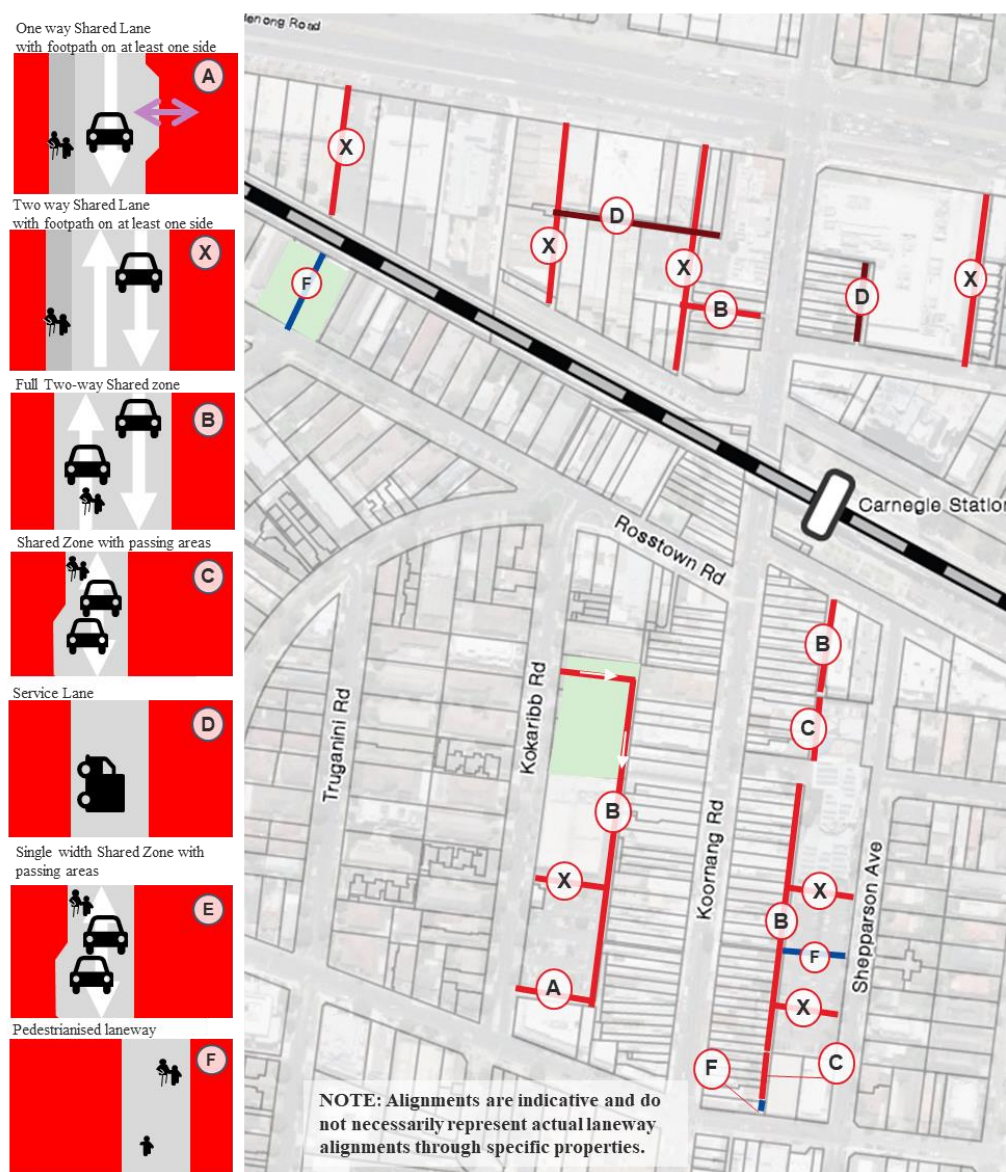 One way Shared Lane
with footpath on at least one side
A
Two way Shared Lane
with footpath on at least one side
X
Full Two-way Shared zone
B
Shared Zone with passing areas
C
Service Lane
D
Single width Shared Zone with
passing areas
E
Pedestrianised laneway
F
enong Road
X
X
D
X
B
D
X
F
Carnegie Station
Rosstown Rd
Truganini Rd
Kokaribb Rd
Koornang Rd
Shepparson Ave
B
C
B
X
A
X
B
F
X
F
C
NOTE: Alignments are indicative and do
not necessarily represent actual laneway
alignments through specific properties.